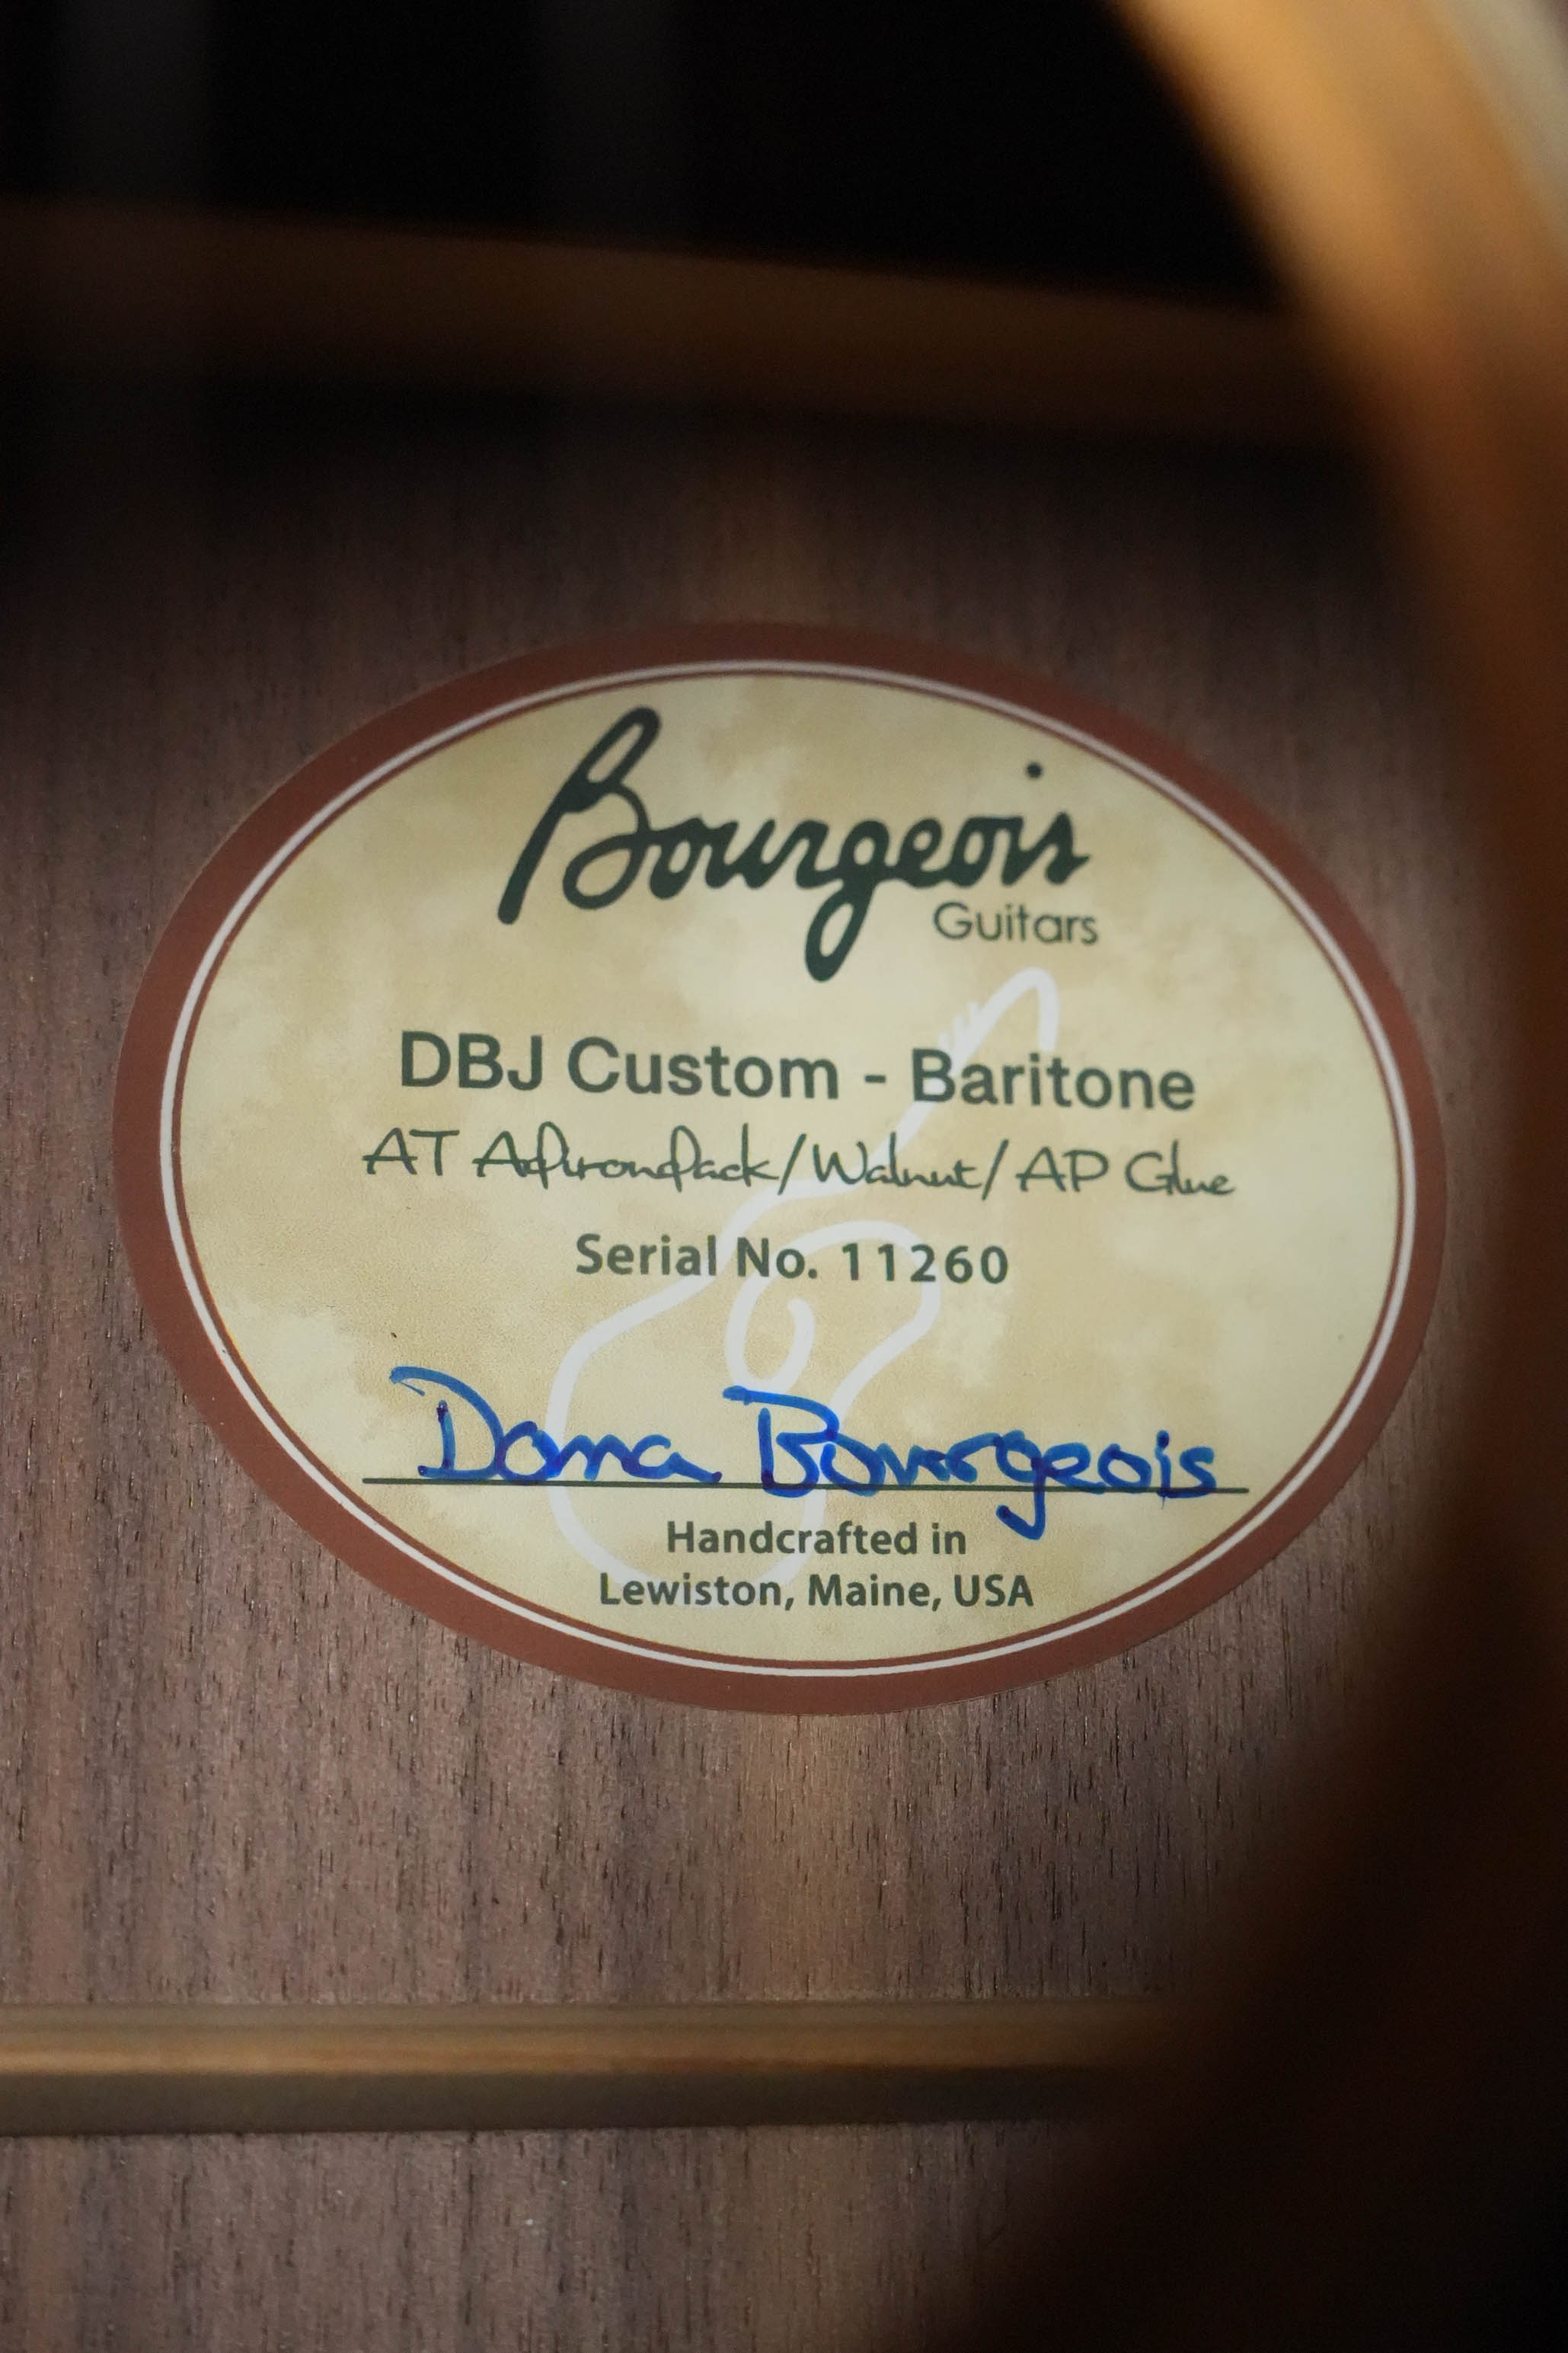 Bourgeois
Guitars
DBJ Custom - Baritone
AT Adirondack/Walnut/AP Glue
Serial No. 11260
Dana Bourgeois
Handcrafted in
Lewiston, Maine, USA